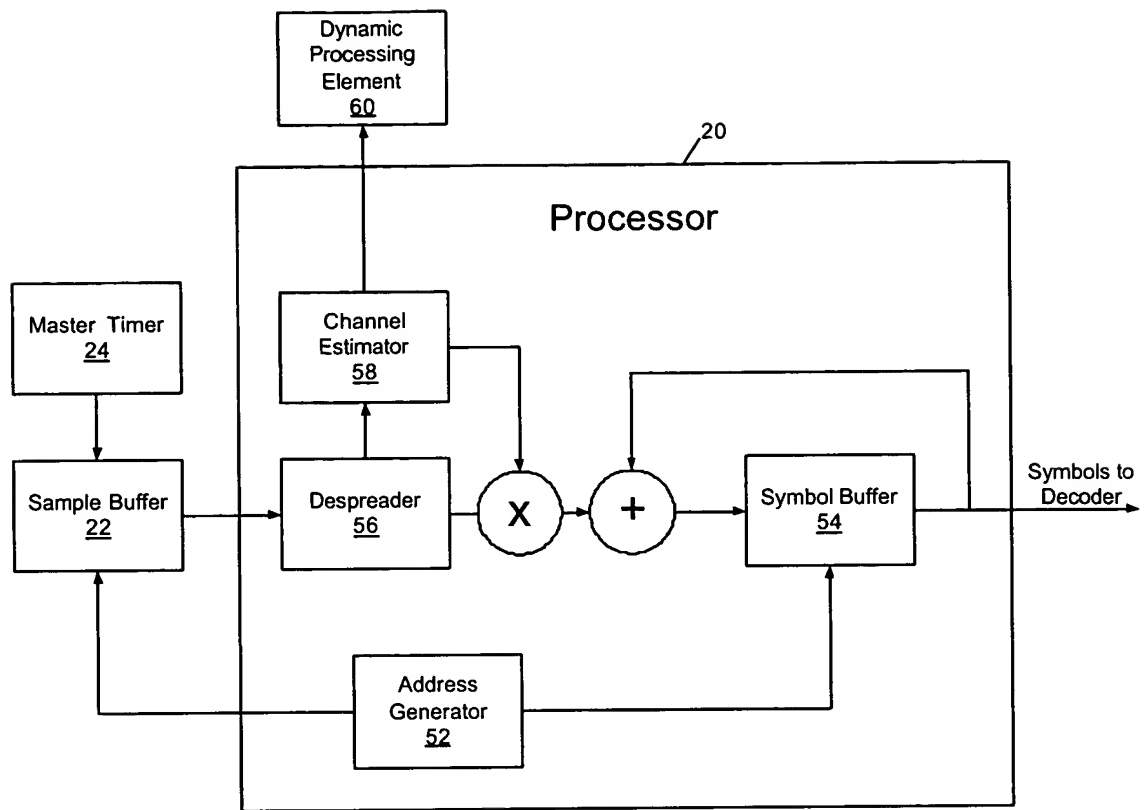 Dynamic
Processing
Element
60
20
Processor
Master Timer
24
Channel
Estimator
58
Sample Buffer
22
Despreader
56
X
+
Symbol Buffer
54
Symbols to
Decoder
Address
Generator
52